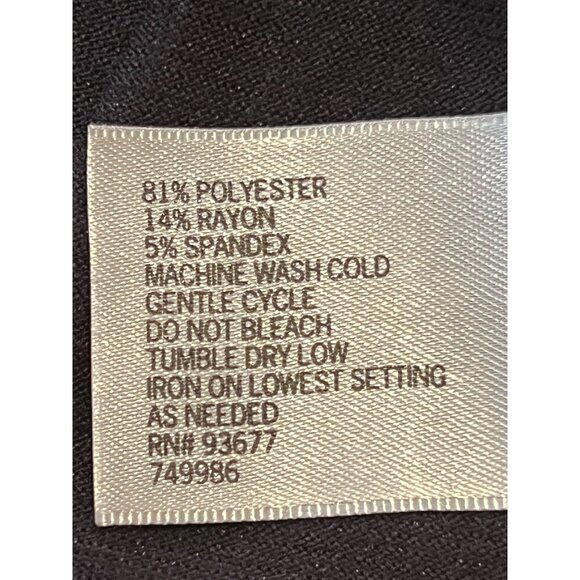 81% POLYESTER
14% RAYON
5% SPANDEX
MACHINE WASH COLD
GENTLE CYCLE
DO NOT BLEACH
TUMBLE DRY LOW
IRON ON LOWEST SETTING
AS NEEDED
RN# 93677
749986